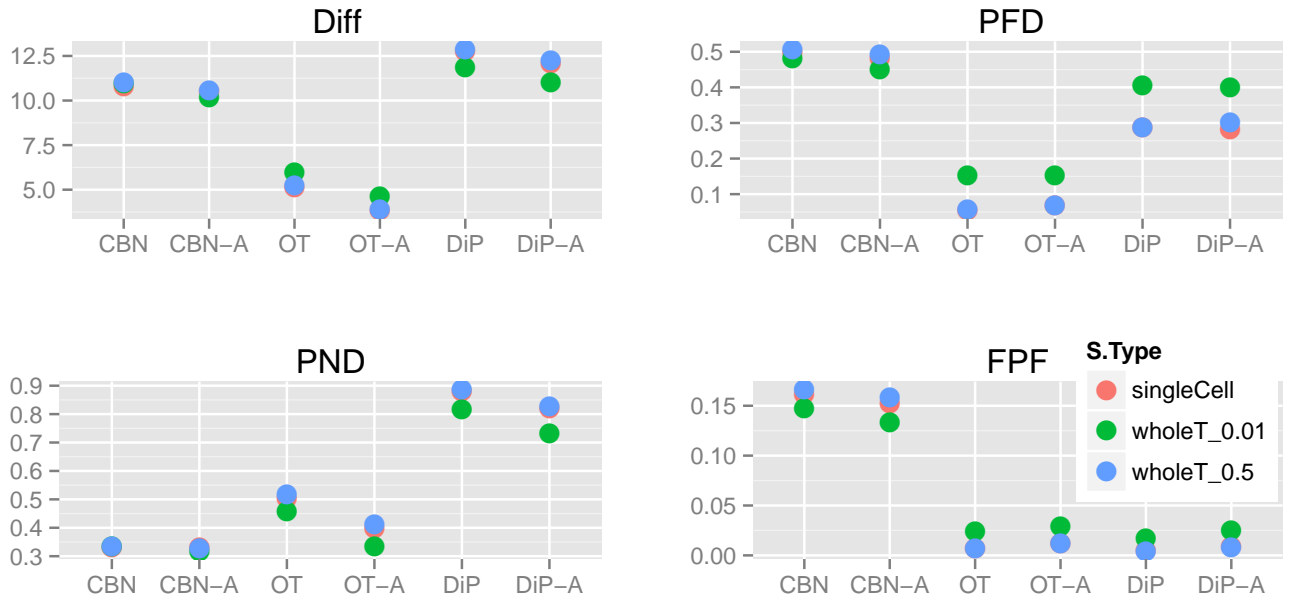 Diff
12.5
10.0
7.5
5.0
CBN CBN−A OT OT−A DiP DiP−A
PFD
0.5
0.4
0.3
0.2
0.1
CBN CBN−A OT OT−A DiP DiP−A
PND
0.9
0.8
0.7
0.6
0.5
0.4
0.3
CBN CBN−A OT OT−A DiP DiP−A
FPF
0.15
0.10
0.05
0.00
CBN CBN−A OT OT−A DiP DiP−A
S.Type
singleCell
wholeT_0.01
wholeT_0.5